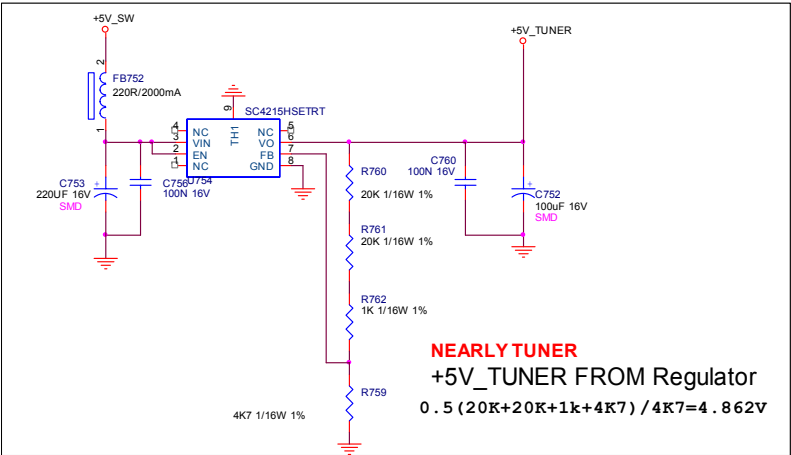 +5V_SW
+5V_TUNER
2
FB752
220R/2000mA
1
9
SC4215HSETRT
4
3
2
1
NC
VIN
EN
NC
TH1
NC
VO
FB
GND
5
6
7
8
U754
C753
220UF 16V
SMD
C756
100N 16V
R760
20K 1/16W 1%
C760
100N 16V
C752
100uF 16V
SMD
R761
20K 1/16W 1%
R762
1K 1/16W 1%
R759
4K7 1/16W 1%
NEARLY TUNER
+5V_TUNER FROM Regulator
0.5(20K+20K+1k+4K7)/4K7=4.862V